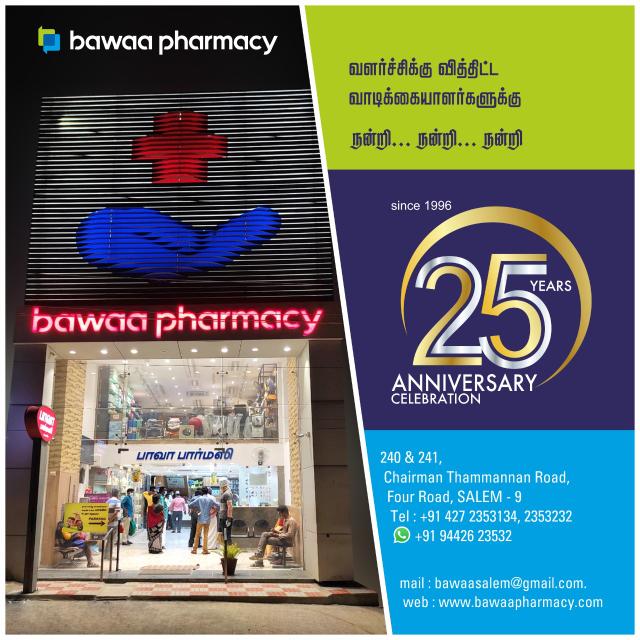 bawaa pharmacy
வளர்ச்சிக்கு வித்திட்ட
வாடிக்கையாளர்களுக்கு
நன்றி... நன்றி... நன்றி
since 1996
25
YEARS
ANNIVERSARY
CELEBRATION
bawaa pharmacy
பாவா பார்மஸி
PARKING
240 & 241,
Chairman Thammannan Road,
Four Road, SALEM - 9
Tel : +91 427 2353134, 2353232
+91 94426 23532
mail : bawaasalem@gmail.com.
web : www.bawaapharmacy.com